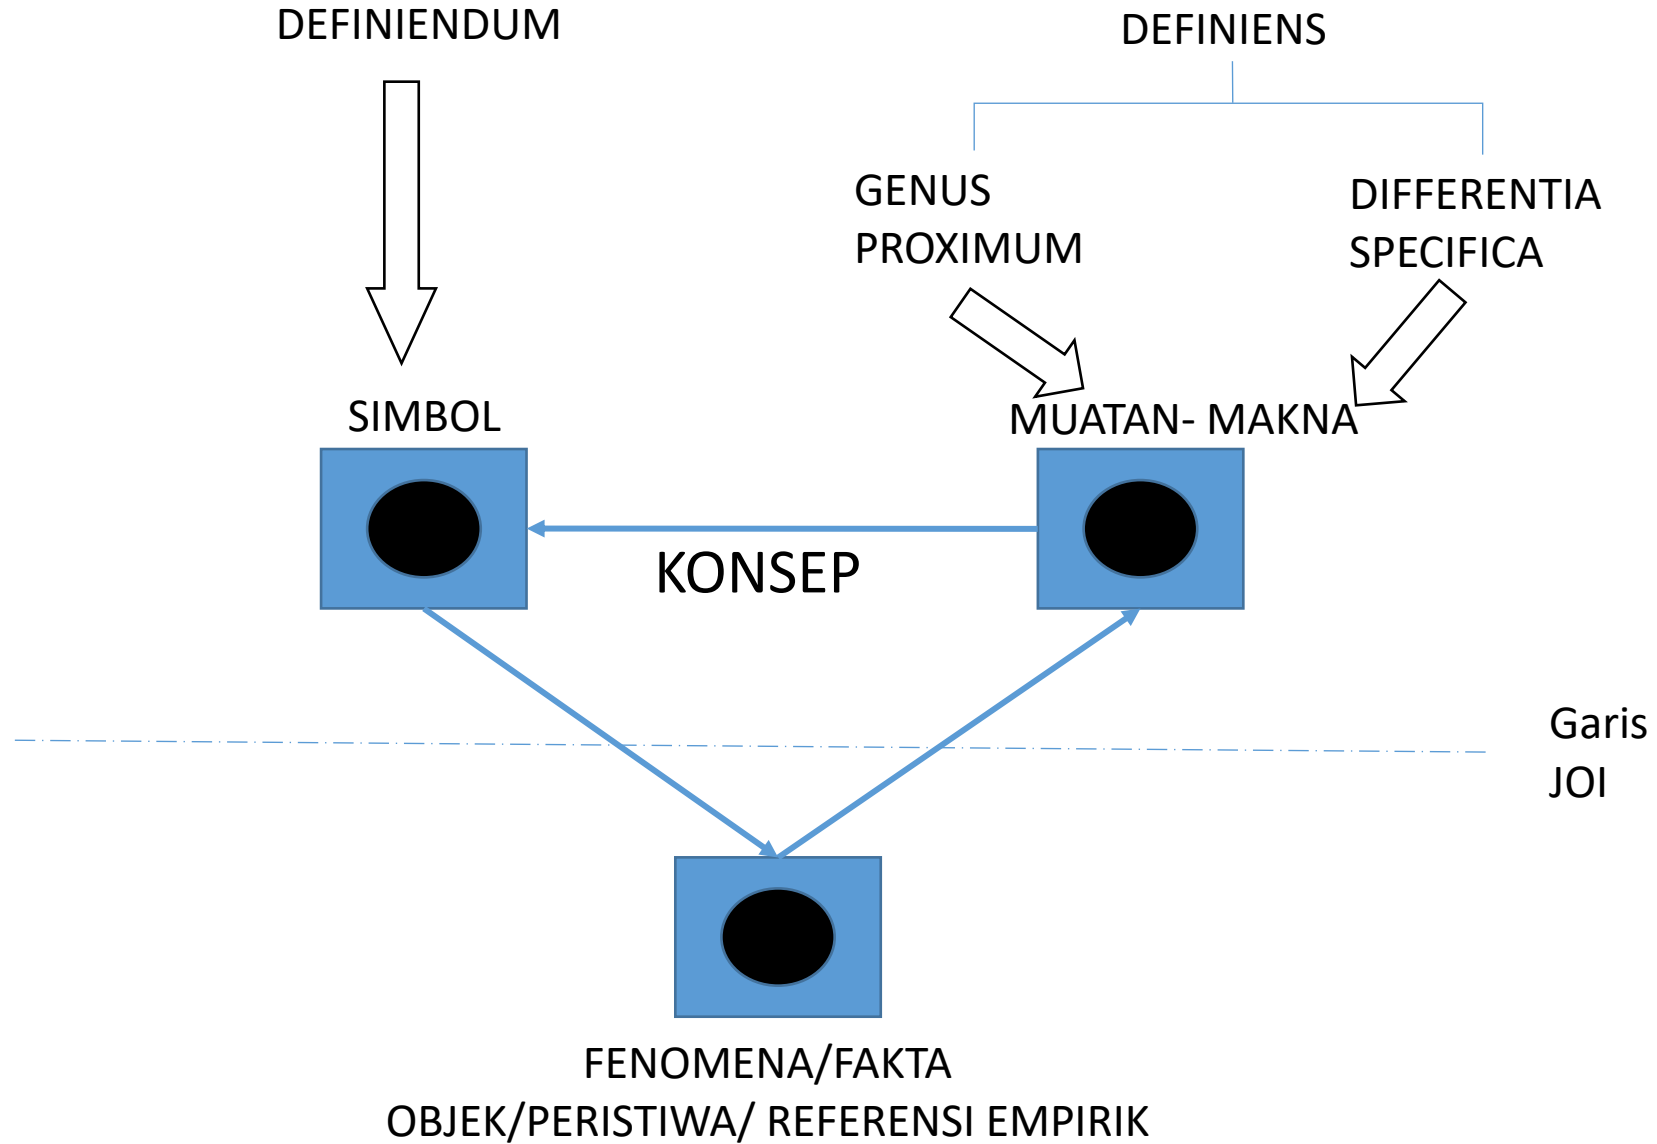 DEFINIENDUM
DEFINIENS
GENUS
PROXIMUM
DIFFERENTIA
SPECIFICA
SIMBOL
MUATAN- MAKNA
KONSEP
Garis
JOI
FENOMENA/FAKTA
OBJEK/PERISTIWA/ REFERENSI EMPIRIK